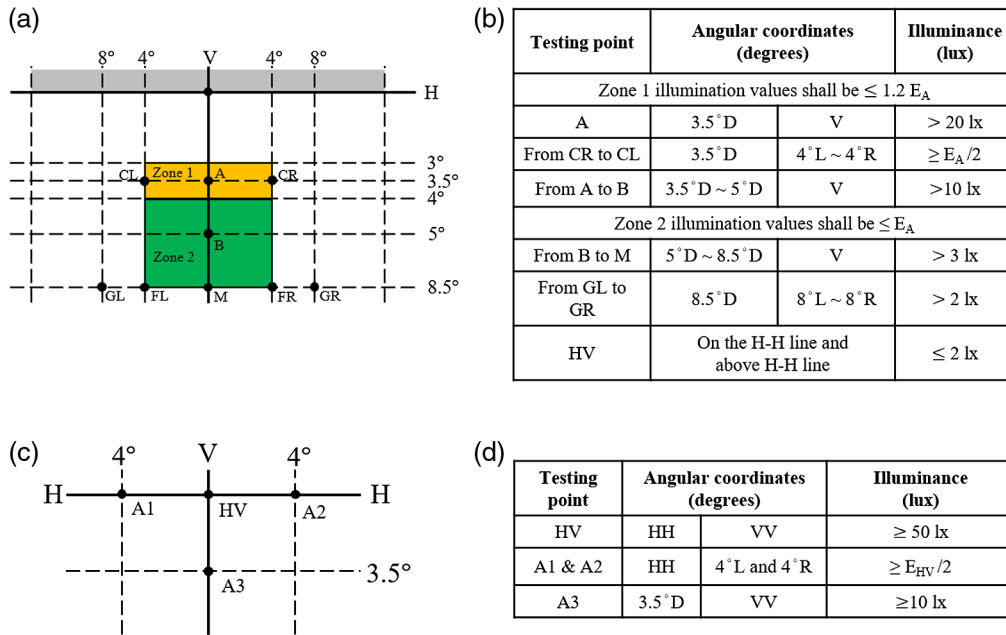 (a)
8° 4° V 4° 8°
H
3°
CL Zone 1 A CR 3.5°
4°
B 5°
Zone 2
GL FL M FR GR 8.5°
(b)
Testing point Angular coordinates (degrees) Illuminance (lux)
Zone 1 illumination values shall be ≤ 1.2 E_A
A 3.5°D V > 20 lx
From CR to CL 3.5°D 4°L ~ 4°R ≥ E_A/2
From A to B 3.5°D ~ 5°D V >10 lx
Zone 2 illumination values shall be ≤ E_A
From B to M 5°D ~ 8.5°D V > 3 lx
From GL to GR 8.5°D 8°L ~ 8°R > 2 lx
HV On the H-H line and above H-H line ≤ 2 lx
(c)
4° V 4°
H H
A1 HV A2
A3 3.5°
(d)
Testing point Angular coordinates (degrees) Illuminance (lux)
HV HH VV ≥ 50 lx
A1 & A2 HH 4°L and 4°R ≥ E_HV/2
A3 3.5°D VV ≥10 lx